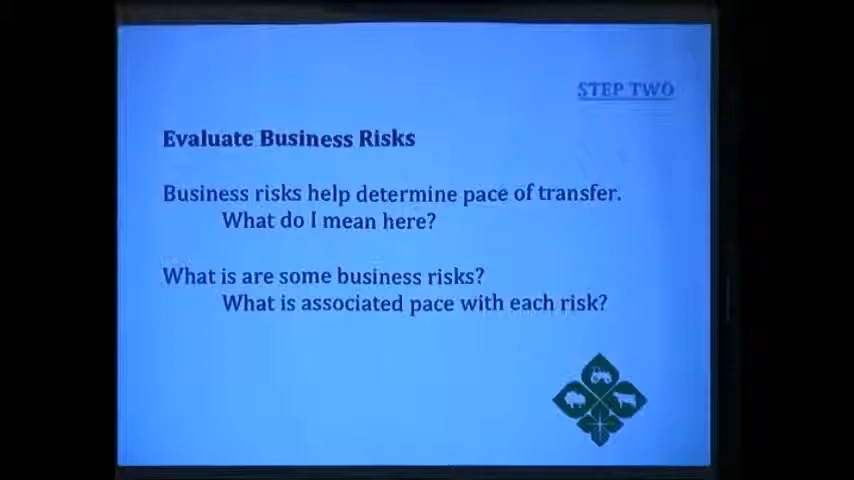 STEP TWO
Evaluate Business Risks
Business risks help determine pace of transfer.
What do I mean here?
What is are some business risks?
What is associated pace with each risk?